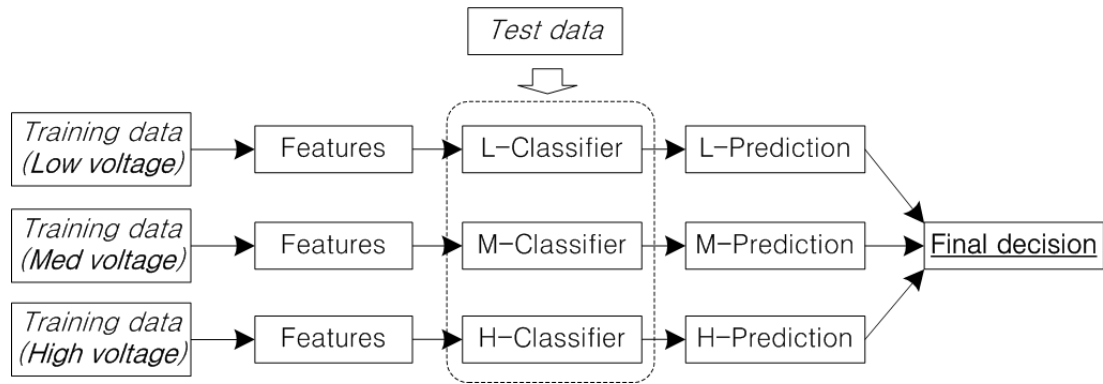 Test data
Training data
(Low voltage)
Features
L-Classifier
L-Prediction
Training data
(Med voltage)
Features
M-Classifier
M-Prediction
Final decision
Training data
(High voltage)
Features
H-Classifier
H-Prediction